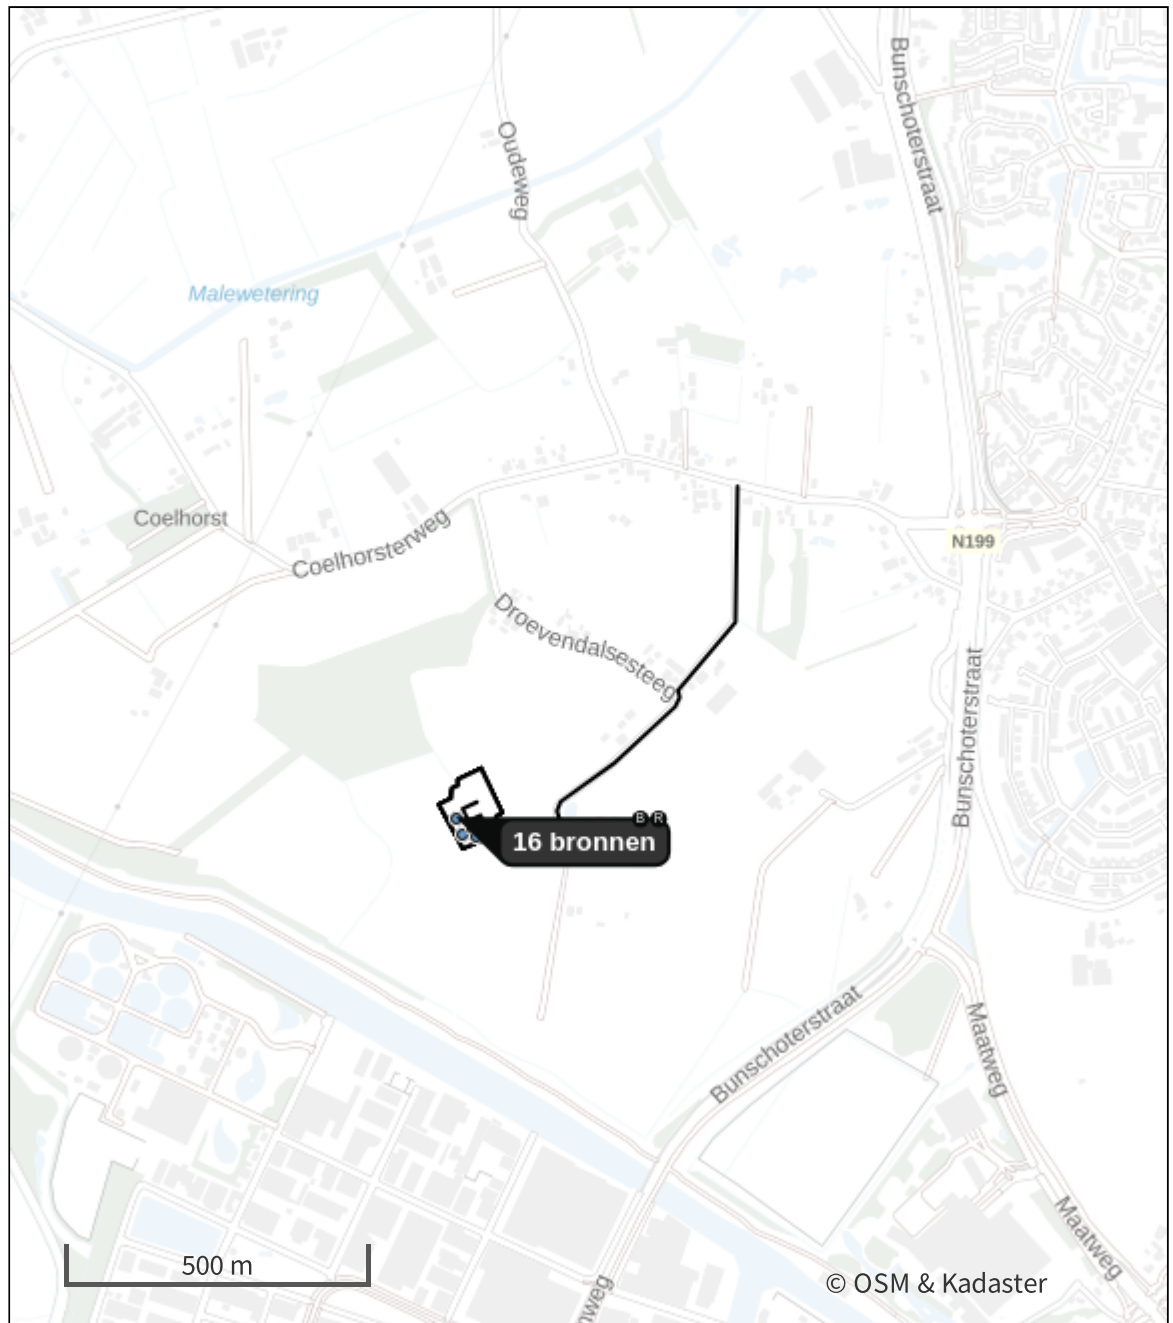 Bunschoterstraat
Oudeweg
Malewetering
Coelhorst
Coelhorsterweg
N199
Droevendalsesteeg
Bunschoterstraat
B R
16 bronnen
Bunschoterstraat
Maatweg
Maatweg
500 m
© OSM & Kadaster